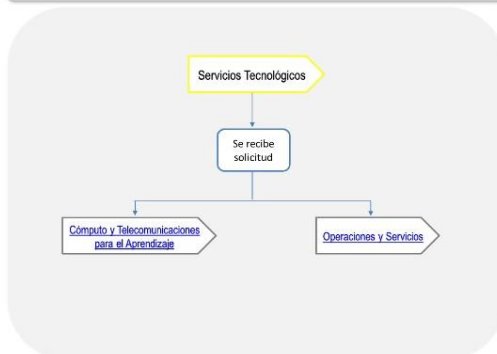 Servicios Tecnológicos
Se recibe
solicitud
Cómputo y Telecomunicaciones
para el Aprendizaje
Operaciones y Servicios